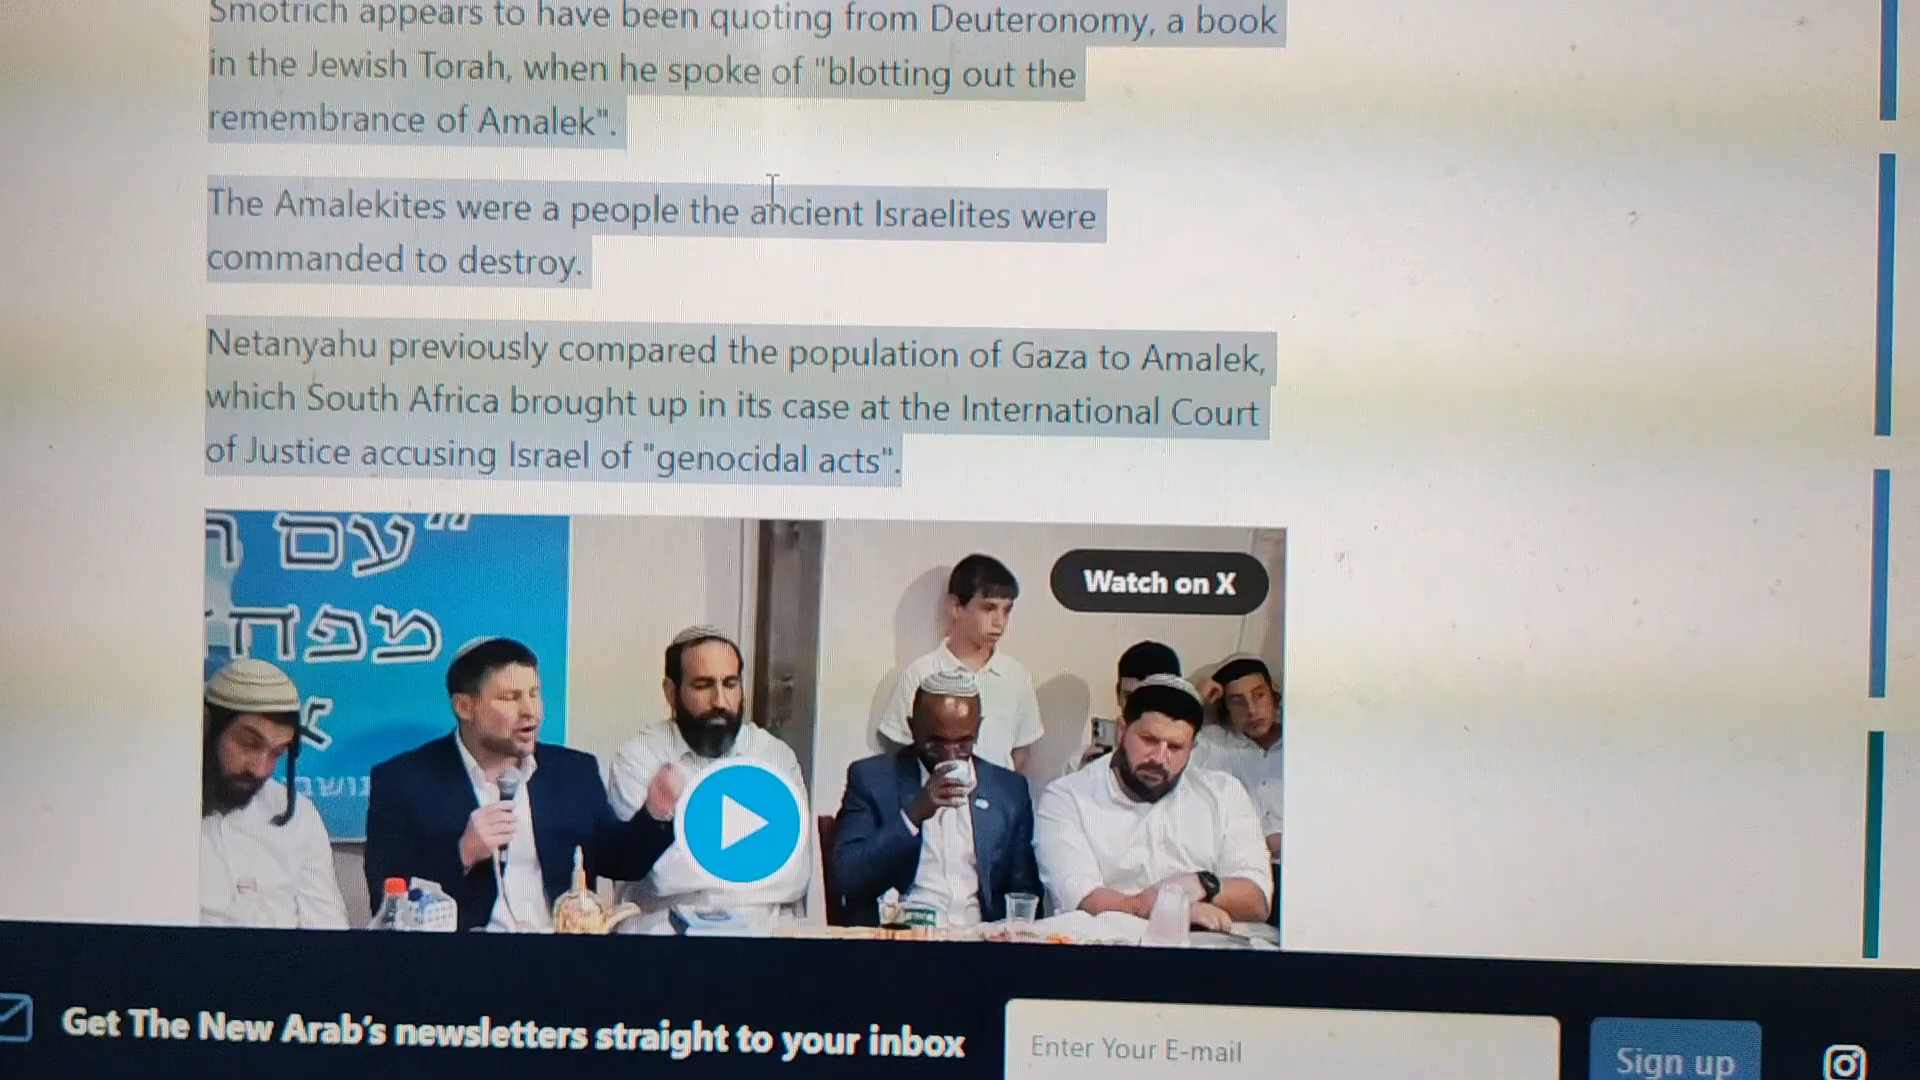 Smotrich appears to have been quoting from Deuteronomy, a book
in the Jewish Torah, when he spoke of "blotting out the
remembrance of Amalek".
The Amalekites were a people the ancient Israelites were
commanded to destroy.
Netanyahu previously compared the population of Gaza to Amalek,
which South Africa brought up in its case at the International Court
of Justice accusing Israel of "genocidal acts".
"עם
Watch on X
Get The New Arab's newsletters straight to your inbox
Enter Your E-mail
Sign up